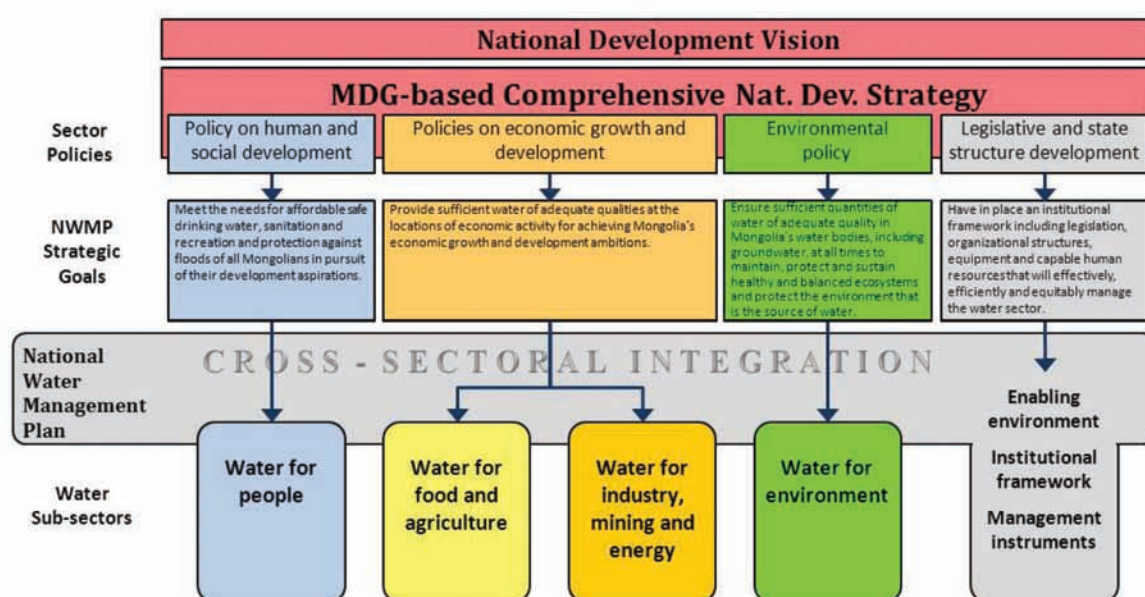 National Development Vision
MDG-based Comprehensive Nat. Dev. Strategy
Sector
Policies
Policy on human and
social development
Policies on economic growth and
development
Environmental
policy
Legislative and state
structure development
NWMP
Strategic
Goals
Meet the needs for affordable safe
drinking water, sanitation and
recreation and protection against
floods of all Mongolians in pursuit
of their development aspirations.
Provide sufficient water of adequate qualities at the
locations of economic activity for achieving Mongolia's
economic growth and development ambitions.
Ensure sufficient quantities of
water of adequate quality in
Mongolia's water bodies, including
groundwater, at all times to
maintain, protect and sustain
healthy and balanced ecosystems
and protect the environment that
is the source of water.
Have in place an institutional
framework including legislation,
organizational structures,
equipment and capable human
resources that will effectively,
efficiently and equitably manage
the water sector.
National
Water
Management
Plan
CROSS - SECTORAL INTEGRATION
Water
Sub-sectors
Water for
people
Water for
food and
agriculture
Water for
industry,
mining and
energy
Water for
environment
Enabling
environment
Institutional
framework
Management
instruments